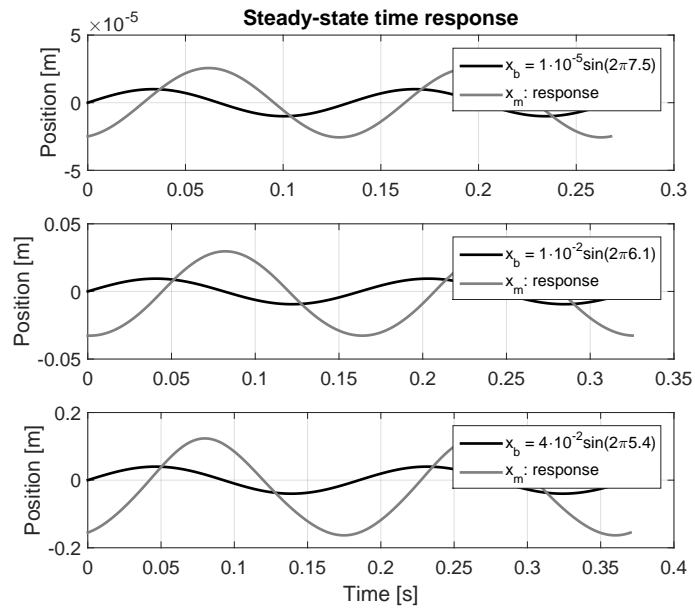 Steady-state time response
×10⁻⁵
Position [m]
5
0
-5
0 0.05 0.1 0.15 0.2 0.25 0.3
x_b = 1·10⁻⁵sin(2π7.5)
x_m: response
Position [m]
0.05
0
-0.05
0 0.05 0.1 0.15 0.2 0.25 0.3 0.35
x_b = 1·10⁻²sin(2π6.1)
x_m: response
Position [m]
0.2
0
-0.2
0 0.05 0.1 0.15 0.2 0.25 0.3 0.35 0.4
x_b = 4·10⁻²sin(2π5.4)
x_m: response
Time [s]